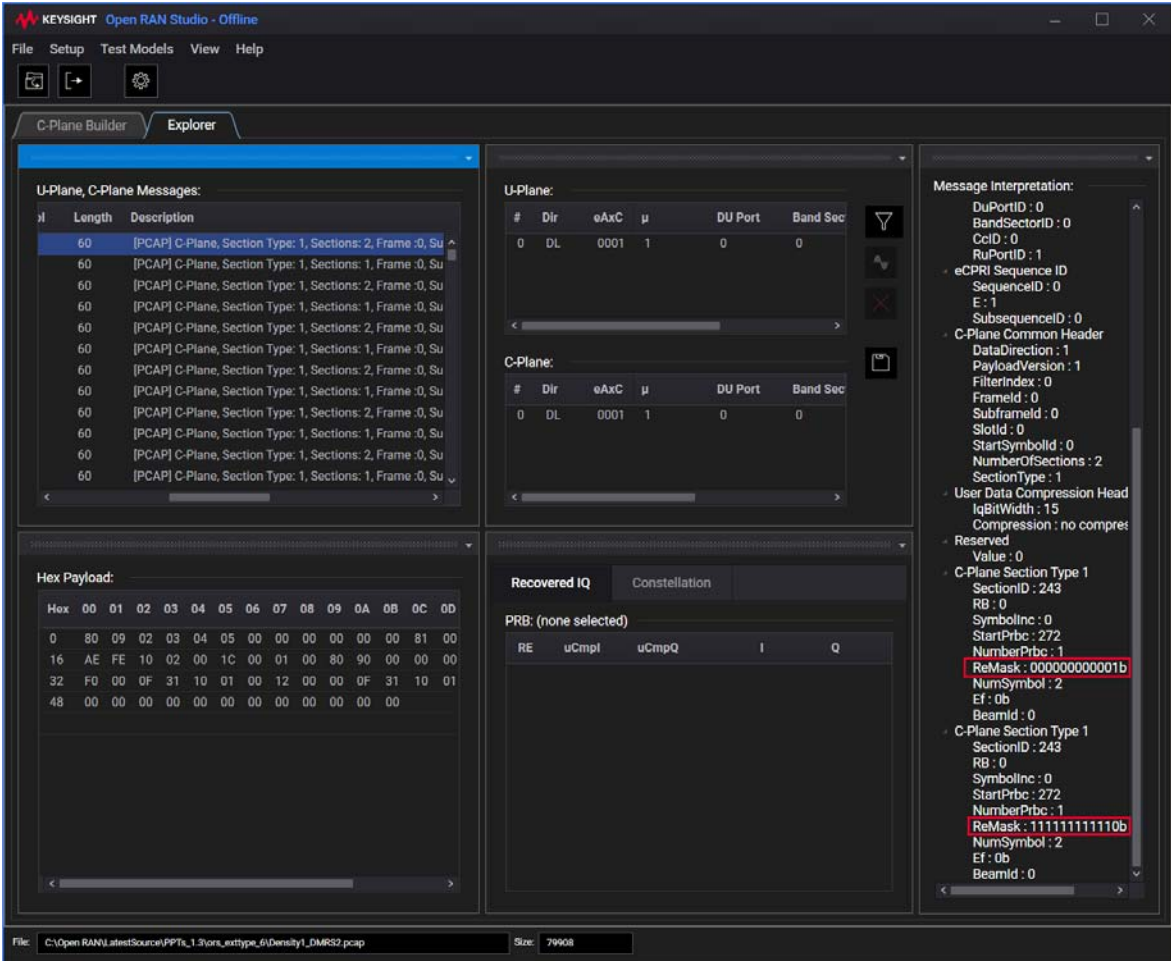 KEYSIGHT Open RAN Studio - Offline
File Setup Test Models View Help
C-Plane Builder Explorer
U-Plane, C-Plane Messages:
ol Length Description
60 [PCAP] C-Plane, Section Type: 1, Sections: 2, Frame :0, Su
60 [PCAP] C-Plane, Section Type: 1, Sections: 1, Frame :0, Su
60 [PCAP] C-Plane, Section Type: 1, Sections: 2, Frame :0, Su
60 [PCAP] C-Plane, Section Type: 1, Sections: 1, Frame :0, Su
60 [PCAP] C-Plane, Section Type: 1, Sections: 2, Frame :0, Su
60 [PCAP] C-Plane, Section Type: 1, Sections: 1, Frame :0, Su
60 [PCAP] C-Plane, Section Type: 1, Sections: 2, Frame :0, Su
60 [PCAP] C-Plane, Section Type: 1, Sections: 1, Frame :0, Su
60 [PCAP] C-Plane, Section Type: 1, Sections: 2, Frame :0, Su
60 [PCAP] C-Plane, Section Type: 1, Sections: 1, Frame :0, Su
60 [PCAP] C-Plane, Section Type: 1, Sections: 2, Frame :0, Su
60 [PCAP] C-Plane, Section Type: 1, Sections: 1, Frame :0, Su
U-Plane:
# Dir eAxC μ DU Port Band Sec
0 DL 0001 1 0 0
C-Plane:
# Dir eAxC μ DU Port Band Sec
0 DL 0001 1 0 0
Hex Payload:
Hex 00 01 02 03 04 05 06 07 08 09 0A 0B 0C 0D
0 80 09 02 03 04 05 00 00 00 00 00 00 81 00
16 AE FE 10 02 00 1C 00 01 00 80 90 00 00 00
32 F0 00 0F 31 10 01 00 12 00 00 0F 31 10 01
48 00 00 00 00 00 00 00 00 00 00 00 00
Recovered IQ Constellation
PRB: (none selected)
RE uCmpI uCmpQ I Q
Message Interpretation:
DuPortID : 0
BandSectorID : 0
CcID : 0
RuPortID : 1
eCPRI Sequence ID
SequenceID : 0
E : 1
SubsequenceID : 0
C-Plane Common Header
DataDirection : 1
PayloadVersion : 1
FilterIndex : 0
FrameId : 0
SubframeId : 0
SlotId : 0
StartSymbolId : 0
NumberOfSections : 2
SectionType : 1
User Data Compression Head
IqBitWidth : 15
Compression : no compres
Reserved
Value : 0
C-Plane Section Type 1
SectionID : 243
RB : 0
SymbolInc : 0
StartPrbc : 272
NumberPrbc : 1
ReMask : 000000000001b
NumSymbol : 2
Ef : 0b
BeamId : 0
C-Plane Section Type 1
SectionID : 243
RB : 0
SymbolInc : 0
StartPrbc : 272
NumberPrbc : 1
ReMask : 111111111110b
NumSymbol : 2
Ef : 0b
BeamId : 0
File: C:\Open RAN\LatestSource\PPTs_1.3\ors_exttype_6\Density1_DMRS2.pcap Size: 79908